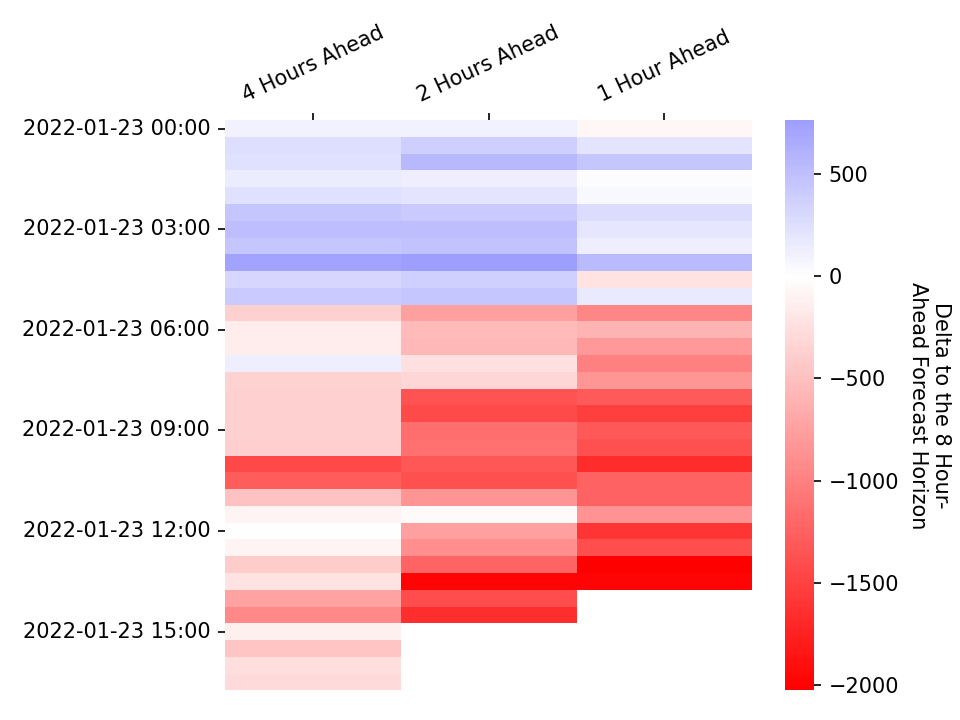 4 Hours Ahead
2 Hours Ahead
1 Hour Ahead
2022-01-23 00:00
2022-01-23 03:00
2022-01-23 06:00
2022-01-23 09:00
2022-01-23 12:00
2022-01-23 15:00
500
0
−500
−1000
−1500
−2000
Delta to the 8 Hour-
Ahead Forecast Horizon